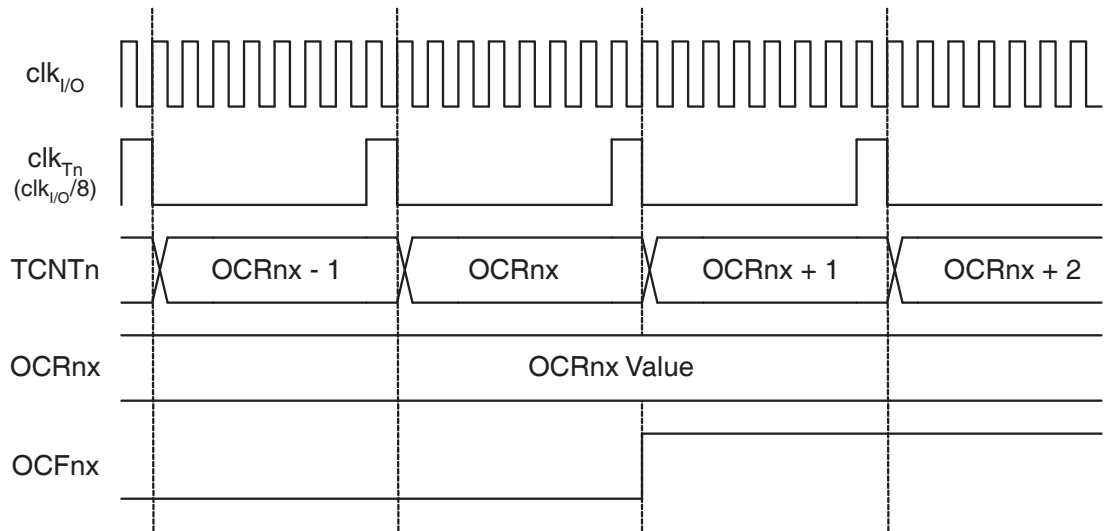 clkI/O
clkTn
(clkI/O/8)
TCNTn
OCRnx - 1
OCRnx
OCRnx + 1
OCRnx + 2
OCRnx
OCRnx Value
OCFnx